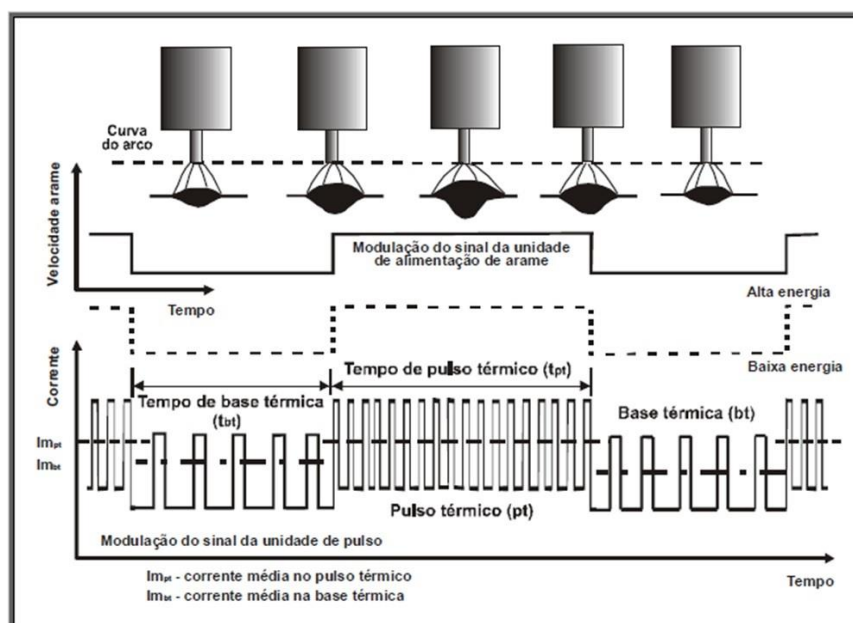 Curva
do arco
Velocidade arame
Modulação do sinal da unidade
de alimentação de arame
Tempo
Alta energia
Baixa energia
Corrente
Tempo de pulso térmico (tpt)
Tempo de base térmica
(tbt)
Base térmica (bt)
Impt
Imbt
Pulso térmico (pt)
Modulação do sinal da unidade de pulso
Impt - corrente média no pulso térmico
Tempo
Imbt - corrente média na base térmica